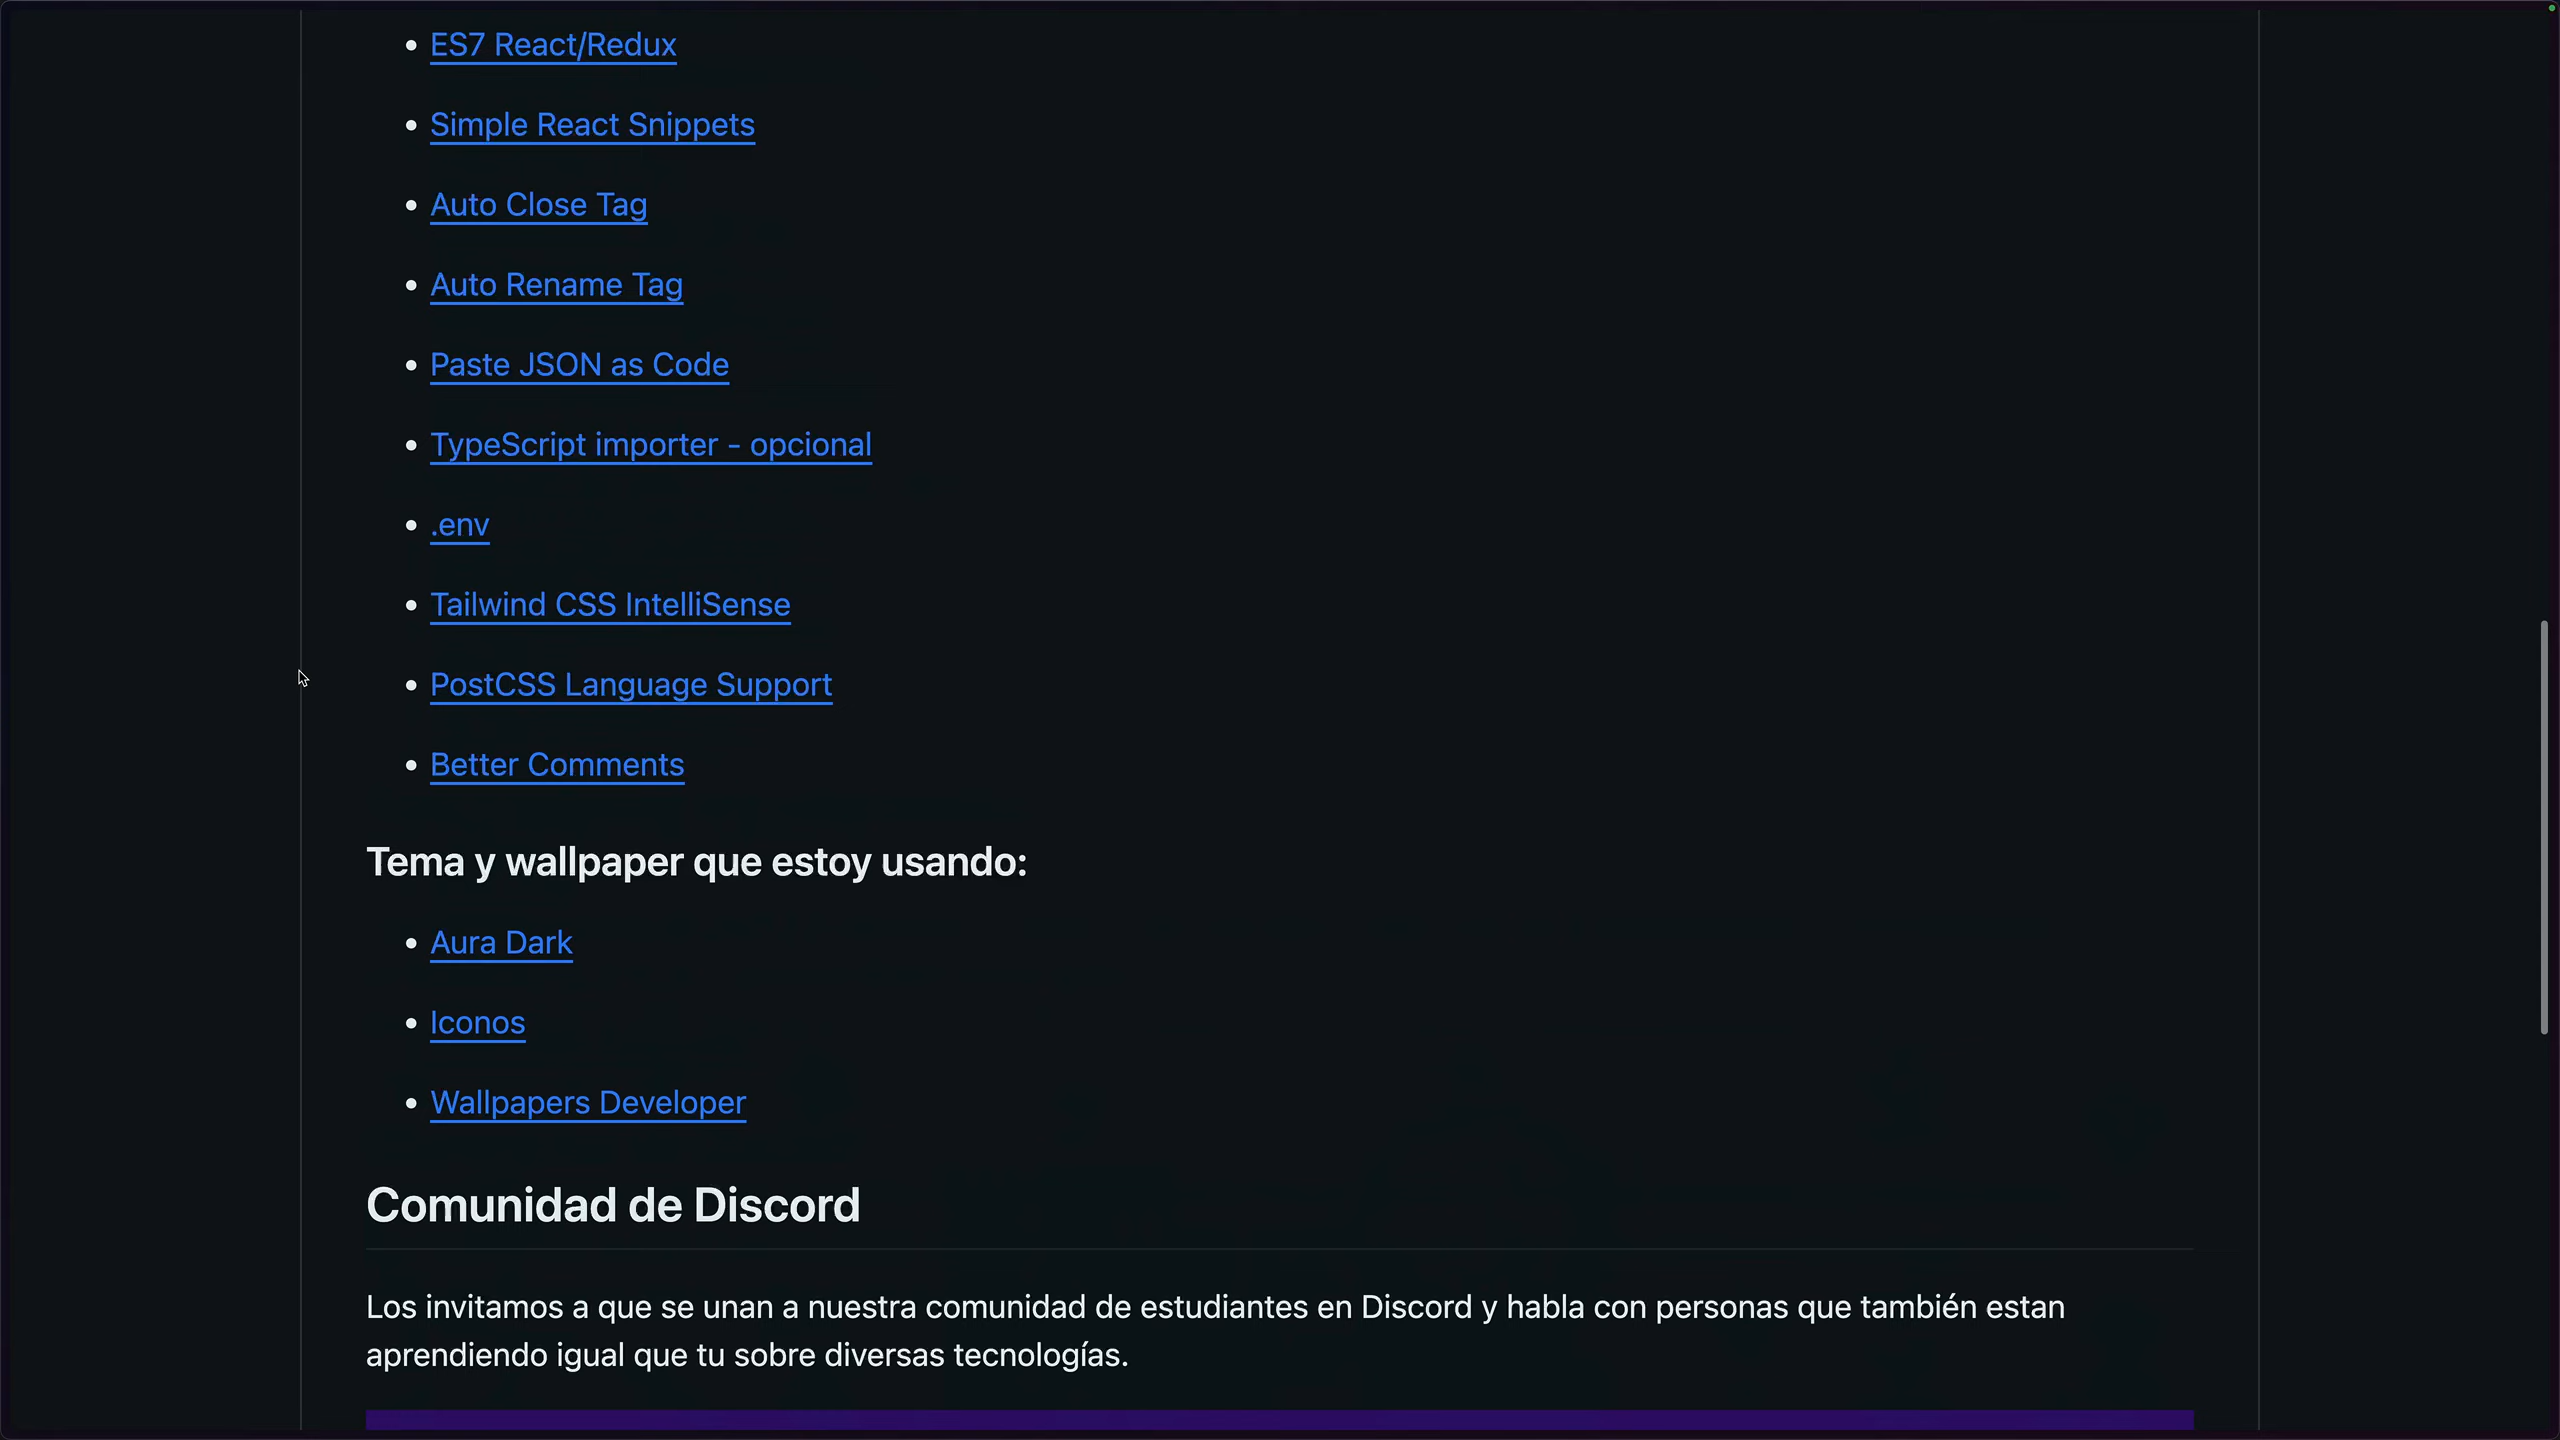 ES7 React/Redux
Simple React Snippets
Auto Close Tag
Auto Rename Tag
Paste JSON as Code
TypeScript importer - opcional
.env
Tailwind CSS IntelliSense
PostCSS Language Support
Better Comments
Tema y wallpaper que estoy usando:
Aura Dark
Iconos
Wallpapers Developer
Comunidad de Discord
Los invitamos a que se unan a nuestra comunidad de estudiantes en Discord y habla con personas que también estan
aprendiendo igual que tu sobre diversas tecnologías.